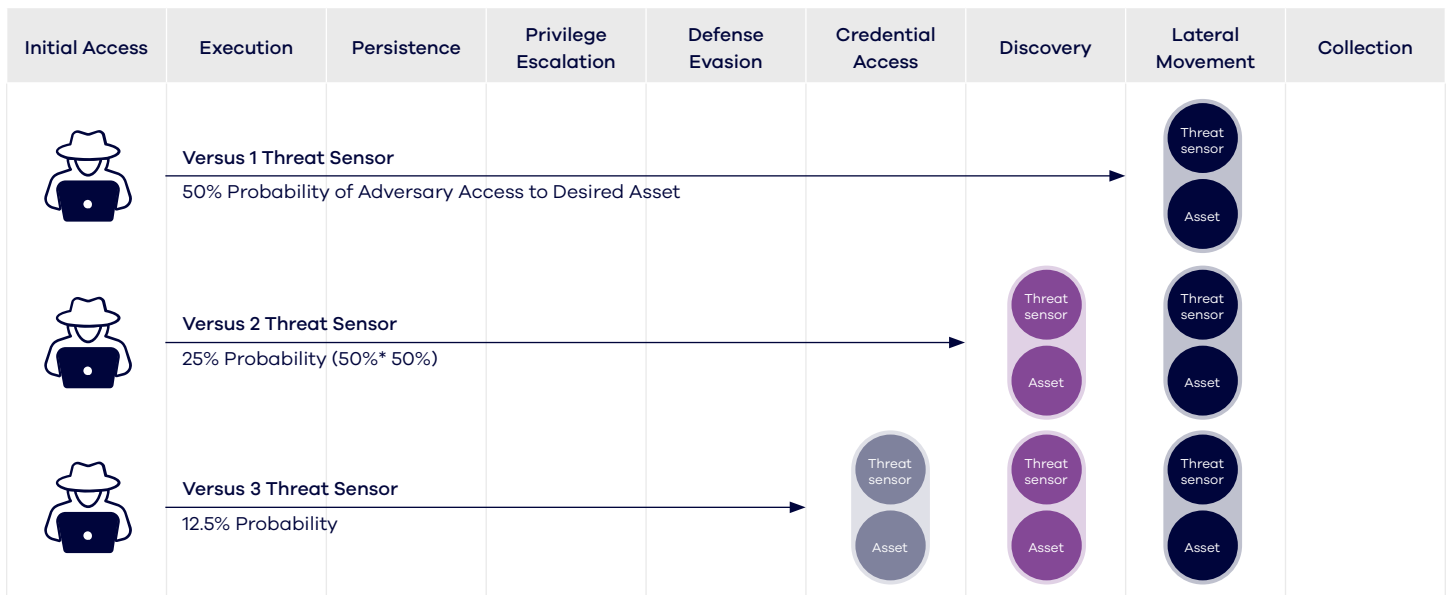 Initial Access
Execution
Persistence
Privilege
Escalation
Defense
Evasion
Credential
Access
Discovery
Lateral
Movement
Collection
Versus 1 Threat Sensor
50% Probability of Adversary Access to Desired Asset
Threat
sensor
Asset
Versus 2 Threat Sensor
25% Probability (50%* 50%)
Threat
sensor
Asset
Threat
sensor
Asset
Versus 3 Threat Sensor
12.5% Probability
Threat
sensor
Asset
Threat
sensor
Asset
Threat
sensor
Asset